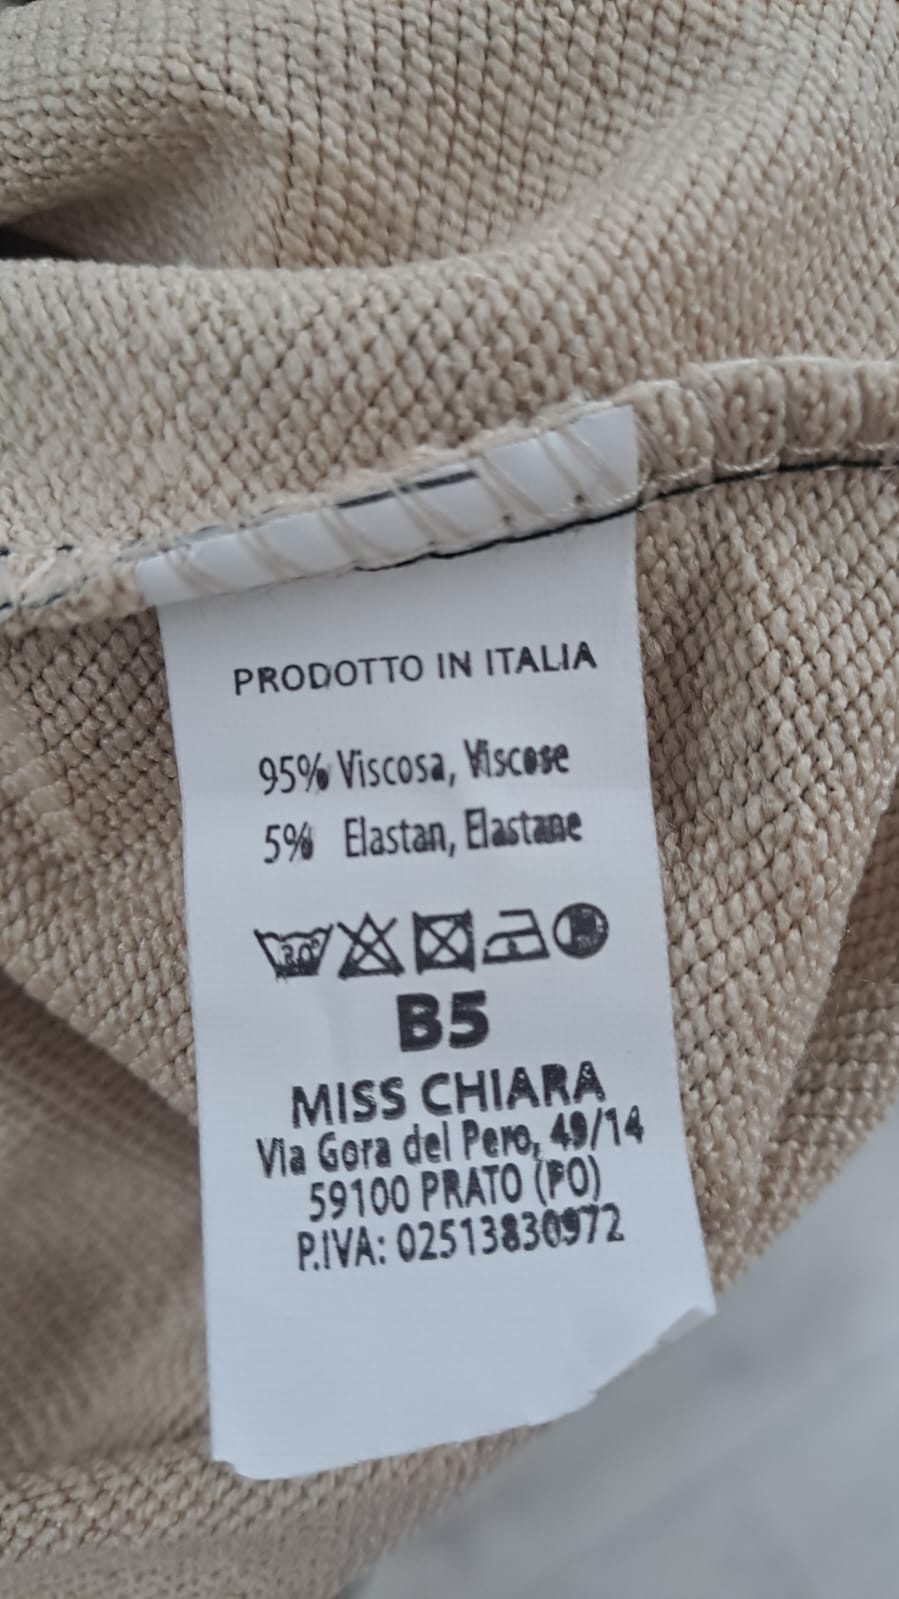 PRODOTTO IN ITALIA
95% Viscosa, Viscose
5% Elastan, Elastane
30°
B5
MISS CHIARA
Via Gora del Pero, 49/14
59100 PRATO (PO)
P.IVA: 02513830972